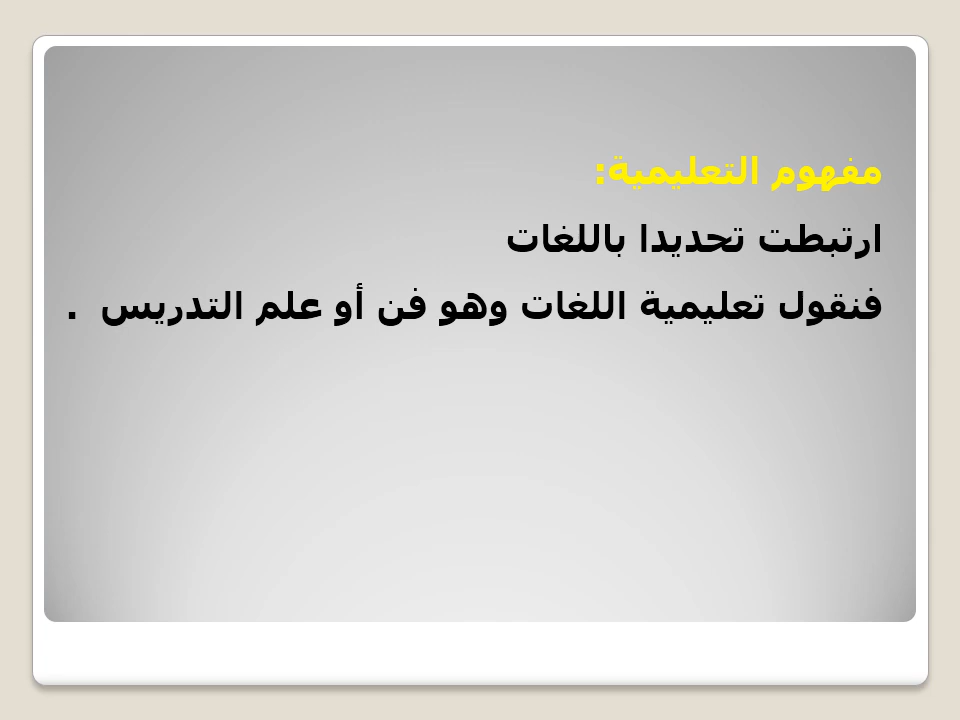 مفهوم التعليمية:
ارتبطت تحديدا باللغات
فنقول تعليمية اللغات وهو فن أو علم التدريس .